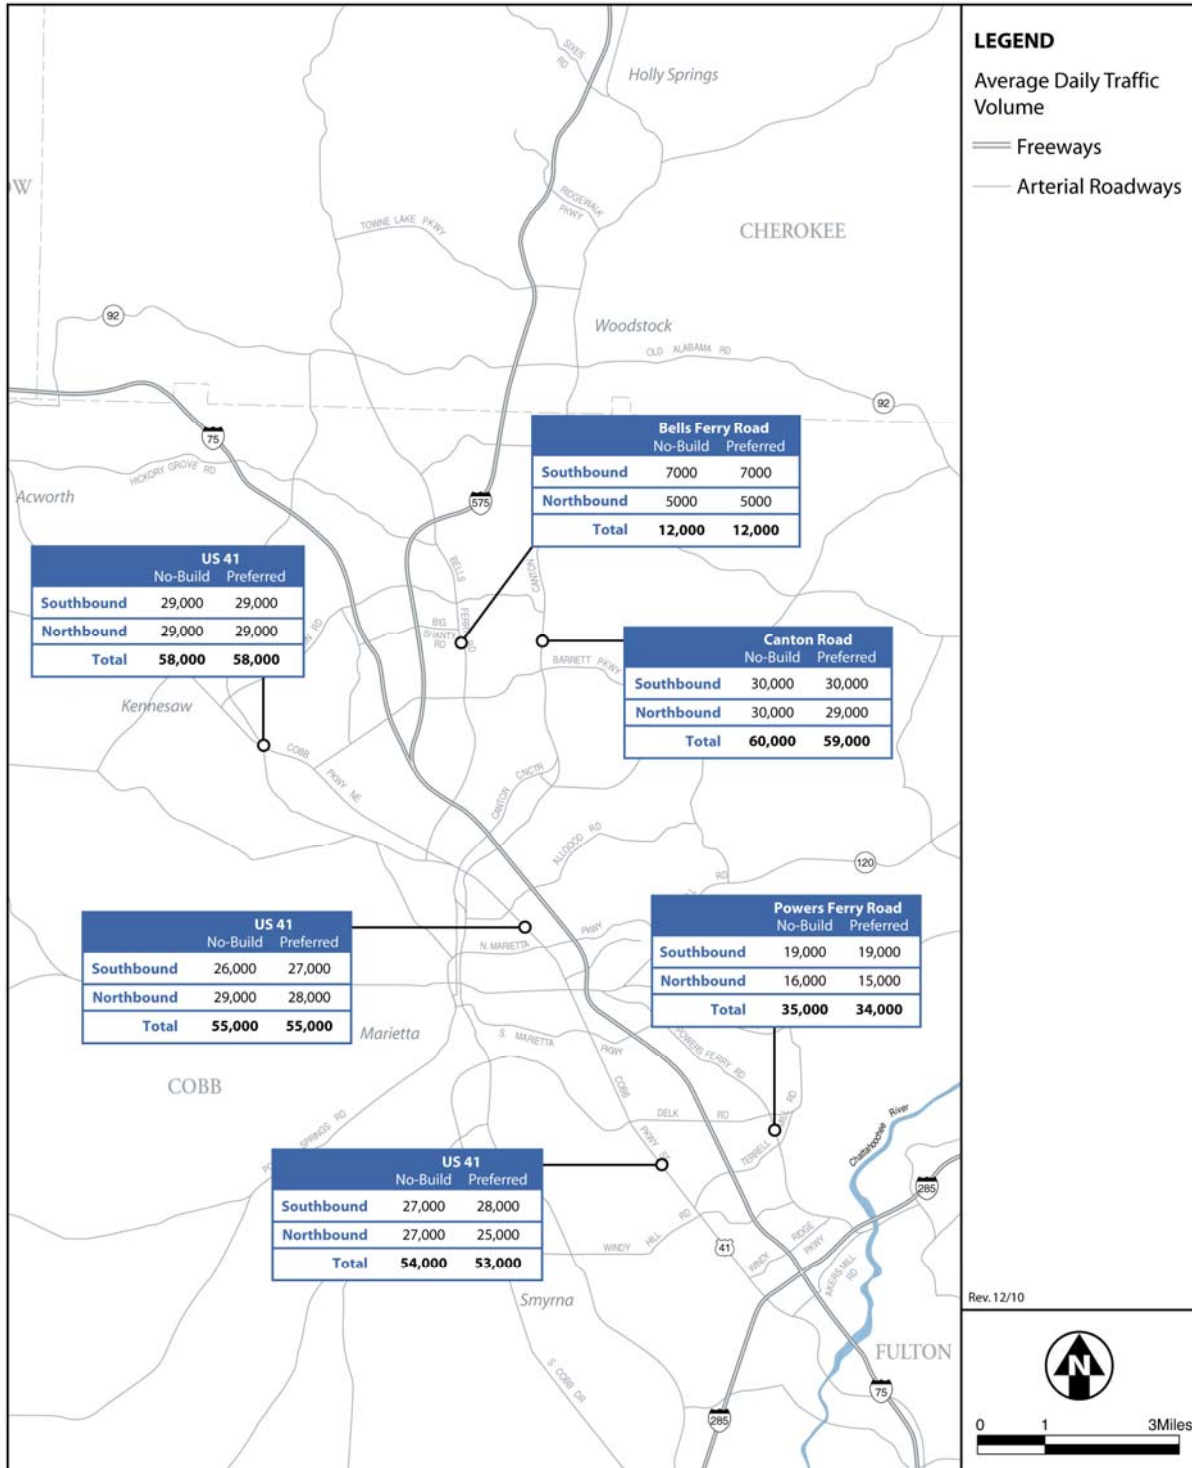 LEGEND
Average Daily Traffic
Volume
Freeways
Arterial Roadways
SIXES
RD
Holly Springs
OW
RIDGEWALK
PKWY
TOWNE LAKE PKWY
CHEROKEE
92
Woodstock
OLD ALABAMA RD
92
75
HICKORY GROVE RD
Acworth
575
Bells Ferry Road
No-Build Preferred
Southbound 7000 7000
Northbound 5000 5000
Total 12,000 12,000
US 41
No-Build Preferred
Southbound 29,000 29,000
Northbound 29,000 29,000
Total 58,000 58,000
BELLS
FERRY RD
CANTON
BIG
SHANTY
RD
RD
BARRETT PKWY
Canton Road
No-Build Preferred
Southbound 30,000 30,000
Northbound 30,000 29,000
Total 60,000 59,000
Kennesaw
COBB
PKWY NE
CANTON
CNCTR
ALLGOOD RD
120
RD
US 41
No-Build Preferred
Southbound 26,000 27,000
Northbound 29,000 28,000
Total 55,000 55,000
N. MARIETTA
PKWY
Powers Ferry Road
No-Build Preferred
Southbound 19,000 19,000
Northbound 16,000 15,000
Total 35,000 34,000
Marietta
S. MARIETTA
PKWY
POWERS FERRY RD
COBB
COBB
PKWY
DELK RD
TERRELL
RD
Chattahoochee River
SPRINGS RD
US 41
No-Build Preferred
Southbound 27,000 28,000
Northbound 27,000 25,000
Total 54,000 53,000
285
WINDY HILL RD
41
WINDY
RIDGE
PKWY
AKERS MILL
RD
Smyrna
S COBB DR
FULTON
75
285
Rev. 12/10
N
0 1 3Miles